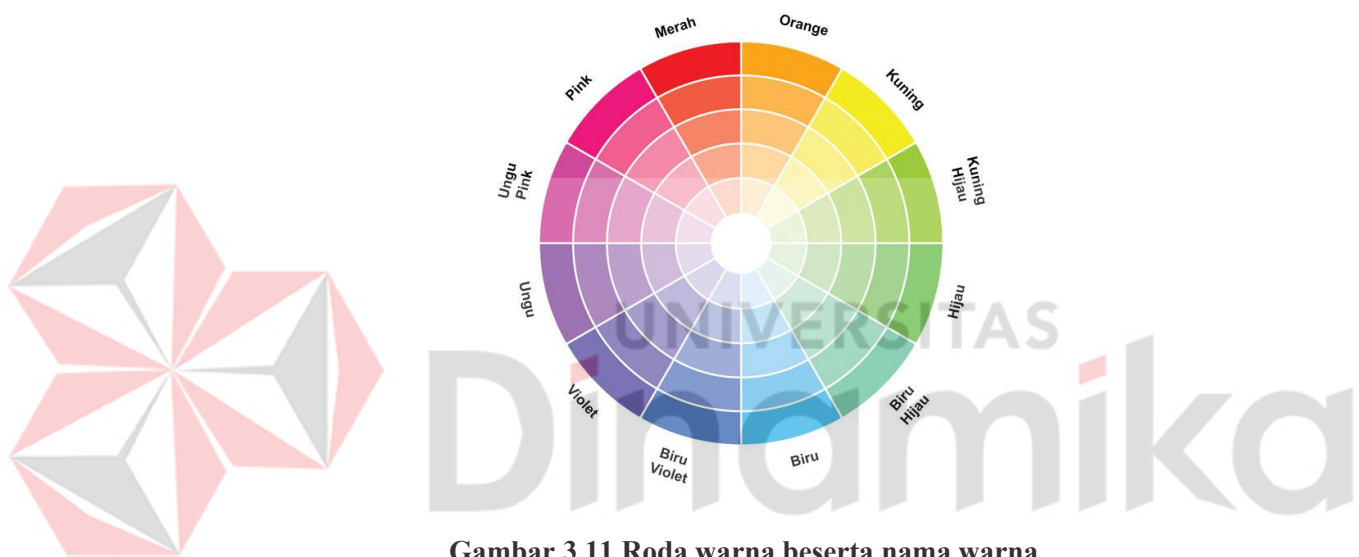 Merah
Orange
Pink
Kuning
Ungu
Pink
Kuning
Hijau
Ungu
Hijau
UNIVERSITAS
Dinamika
Violet
Biru
Hijau
Biru
Violet
Biru
Gambar 3.11 Roda warna beserta nama warna